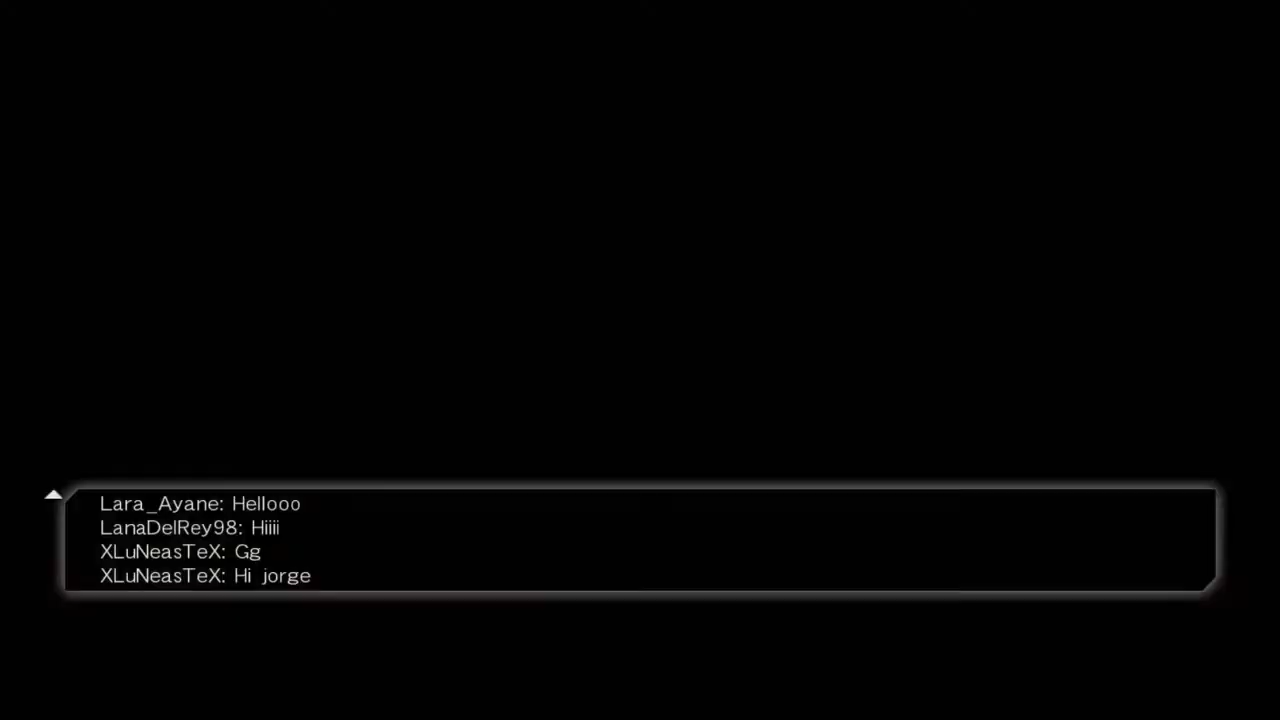 Lara_Ayane: Hellooo
LanaDelRey98: Hiiii
XLuNeasTeX: Gg
XLuNeasTeX: Hi jorge